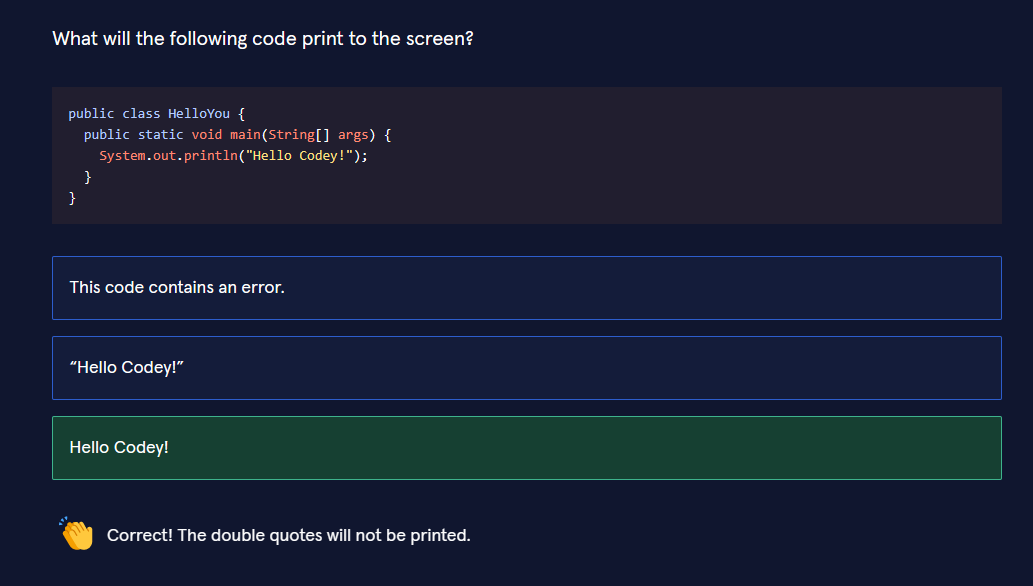 What will the following code print to the screen?
public class HelloYou {
  public static void main(String[] args) {
    System.out.println("Hello Codey!");
  }
}
This code contains an error.
“Hello Codey!”
Hello Codey!
Correct! The double quotes will not be printed.